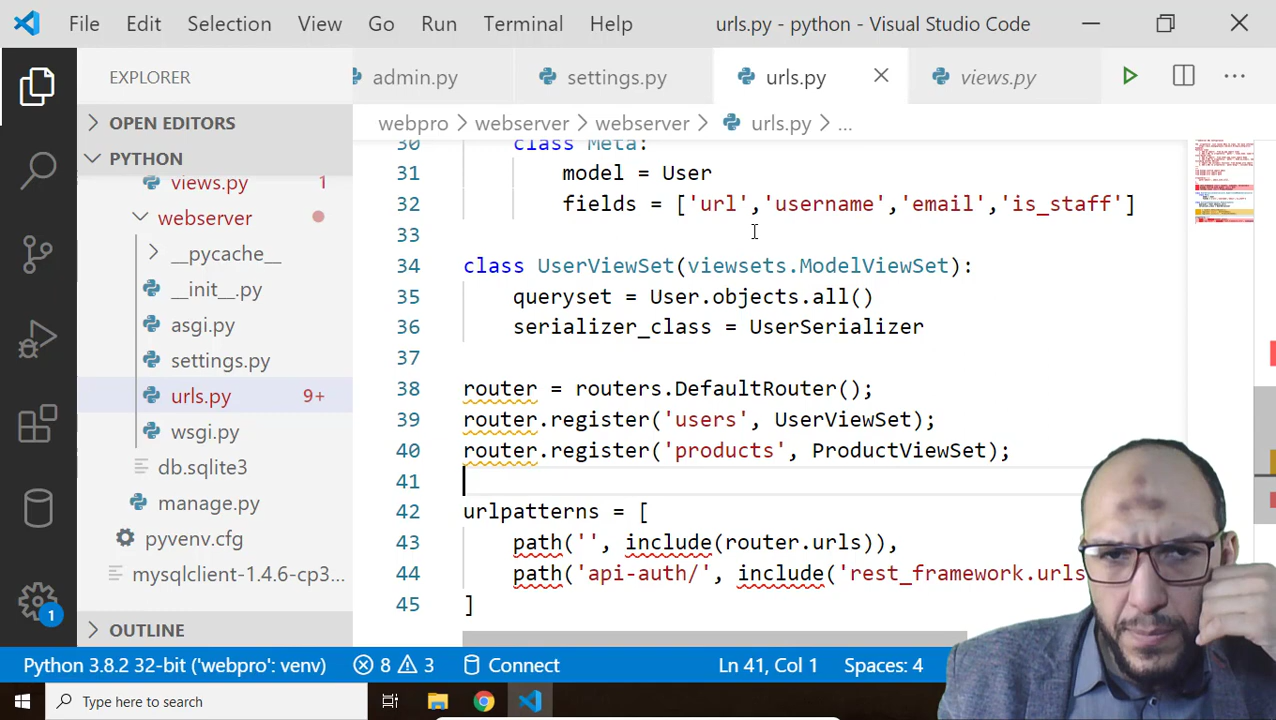 File Edit Selection View Go Run Terminal Help urls.py - python - Visual Studio Code
EXPLORER
admin.py settings.py urls.py views.py
OPEN EDITORS
webpro > webserver > webserver > urls.py > ...
PYTHON
views.py 1
webserver
__pycache__
__init__.py
asgi.py
settings.py
urls.py 9+
wsgi.py
db.sqlite3
manage.py
pyvenv.cfg
mysqlclient-1.4.6-cp3...
OUTLINE
30 class Meta:
31 model = User
32 fields = ['url','username','email','is_staff']
33
34 class UserViewSet(viewsets.ModelViewSet):
35 queryset = User.objects.all()
36 serializer_class = UserSerializer
37
38 router = routers.DefaultRouter();
39 router.register('users', UserViewSet);
40 router.register('products', ProductViewSet);
41
42 urlpatterns = [
43 path('', include(router.urls)),
44 path('api-auth/', include('rest_framework.urls
45 ]
1
Python 3.8.2 32-bit ('webpro': venv) 8 3 Connect Ln 41, Col 1 Spaces: 4
Type here to search